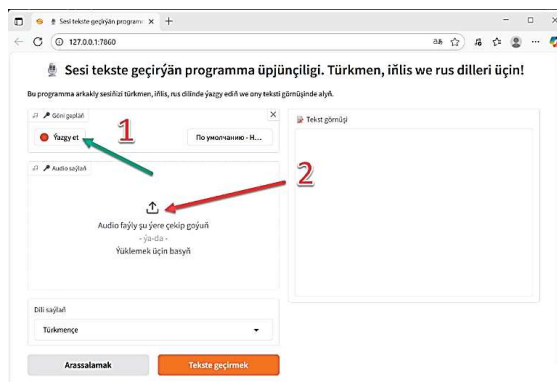 Sesi tekste geçirýän programm
127.0.0.1:7860
Sesi tekste geçirýän programma üpjünçiligi. Türkmen, iňlis we rus dilleri üçin!
Bu programma arkakly sesiňizi türkmen, iňlis, rus dilinde ýazgy ediň we ony teksti görnüşinde alyň.
Göni geplaň
Ýazgy et
По умолчанию - Н...
1
Audio saýlaň
2
Audio faýly şu ýere çekip goýuň
- ýa-da -
Ýüklemek üçin basyň
Dili saýlaň
Türkmençe
Arassalamak
Tekste geçirmek
Tekst görnüşi